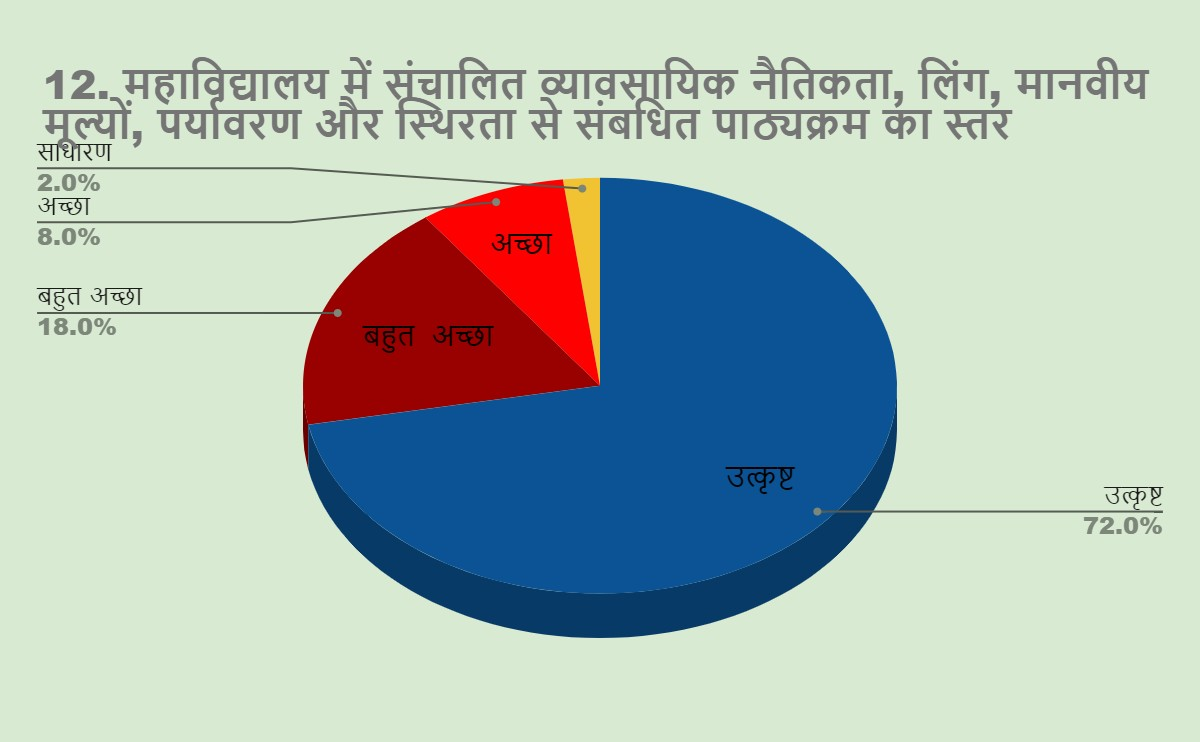 12. महाविद्यालय में संचालित व्यावसायिक नैतिकता, लिंग, मानवीय
मूल्यों, पर्यावरण और स्थिरता से संबधित पाठ्यक्रम का स्तर
साधारण
2.0%
अच्छा
8.0%
अच्छा
बहुत अच्छा
18.0%
बहुत अच्छा
उत्कृष्ट
उत्कृष्ट
72.0%